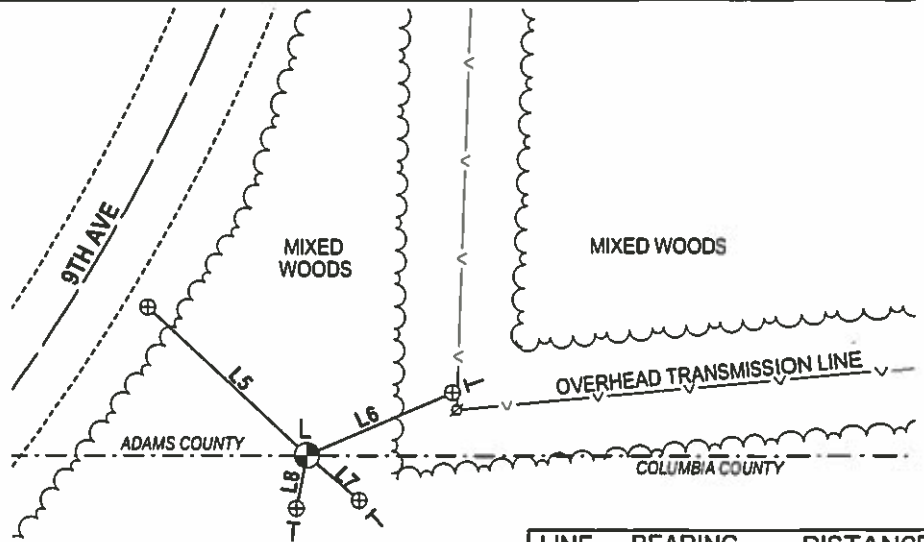 9TH AVE
MIXED
WOODS
MIXED WOODS
L5
L
L6
T
OVERHEAD TRANSMISSION LINE
ADAMS COUNTY
COLUMBIA COUNTY
L8
L7
T
T
LINE BEARING DISTANCE